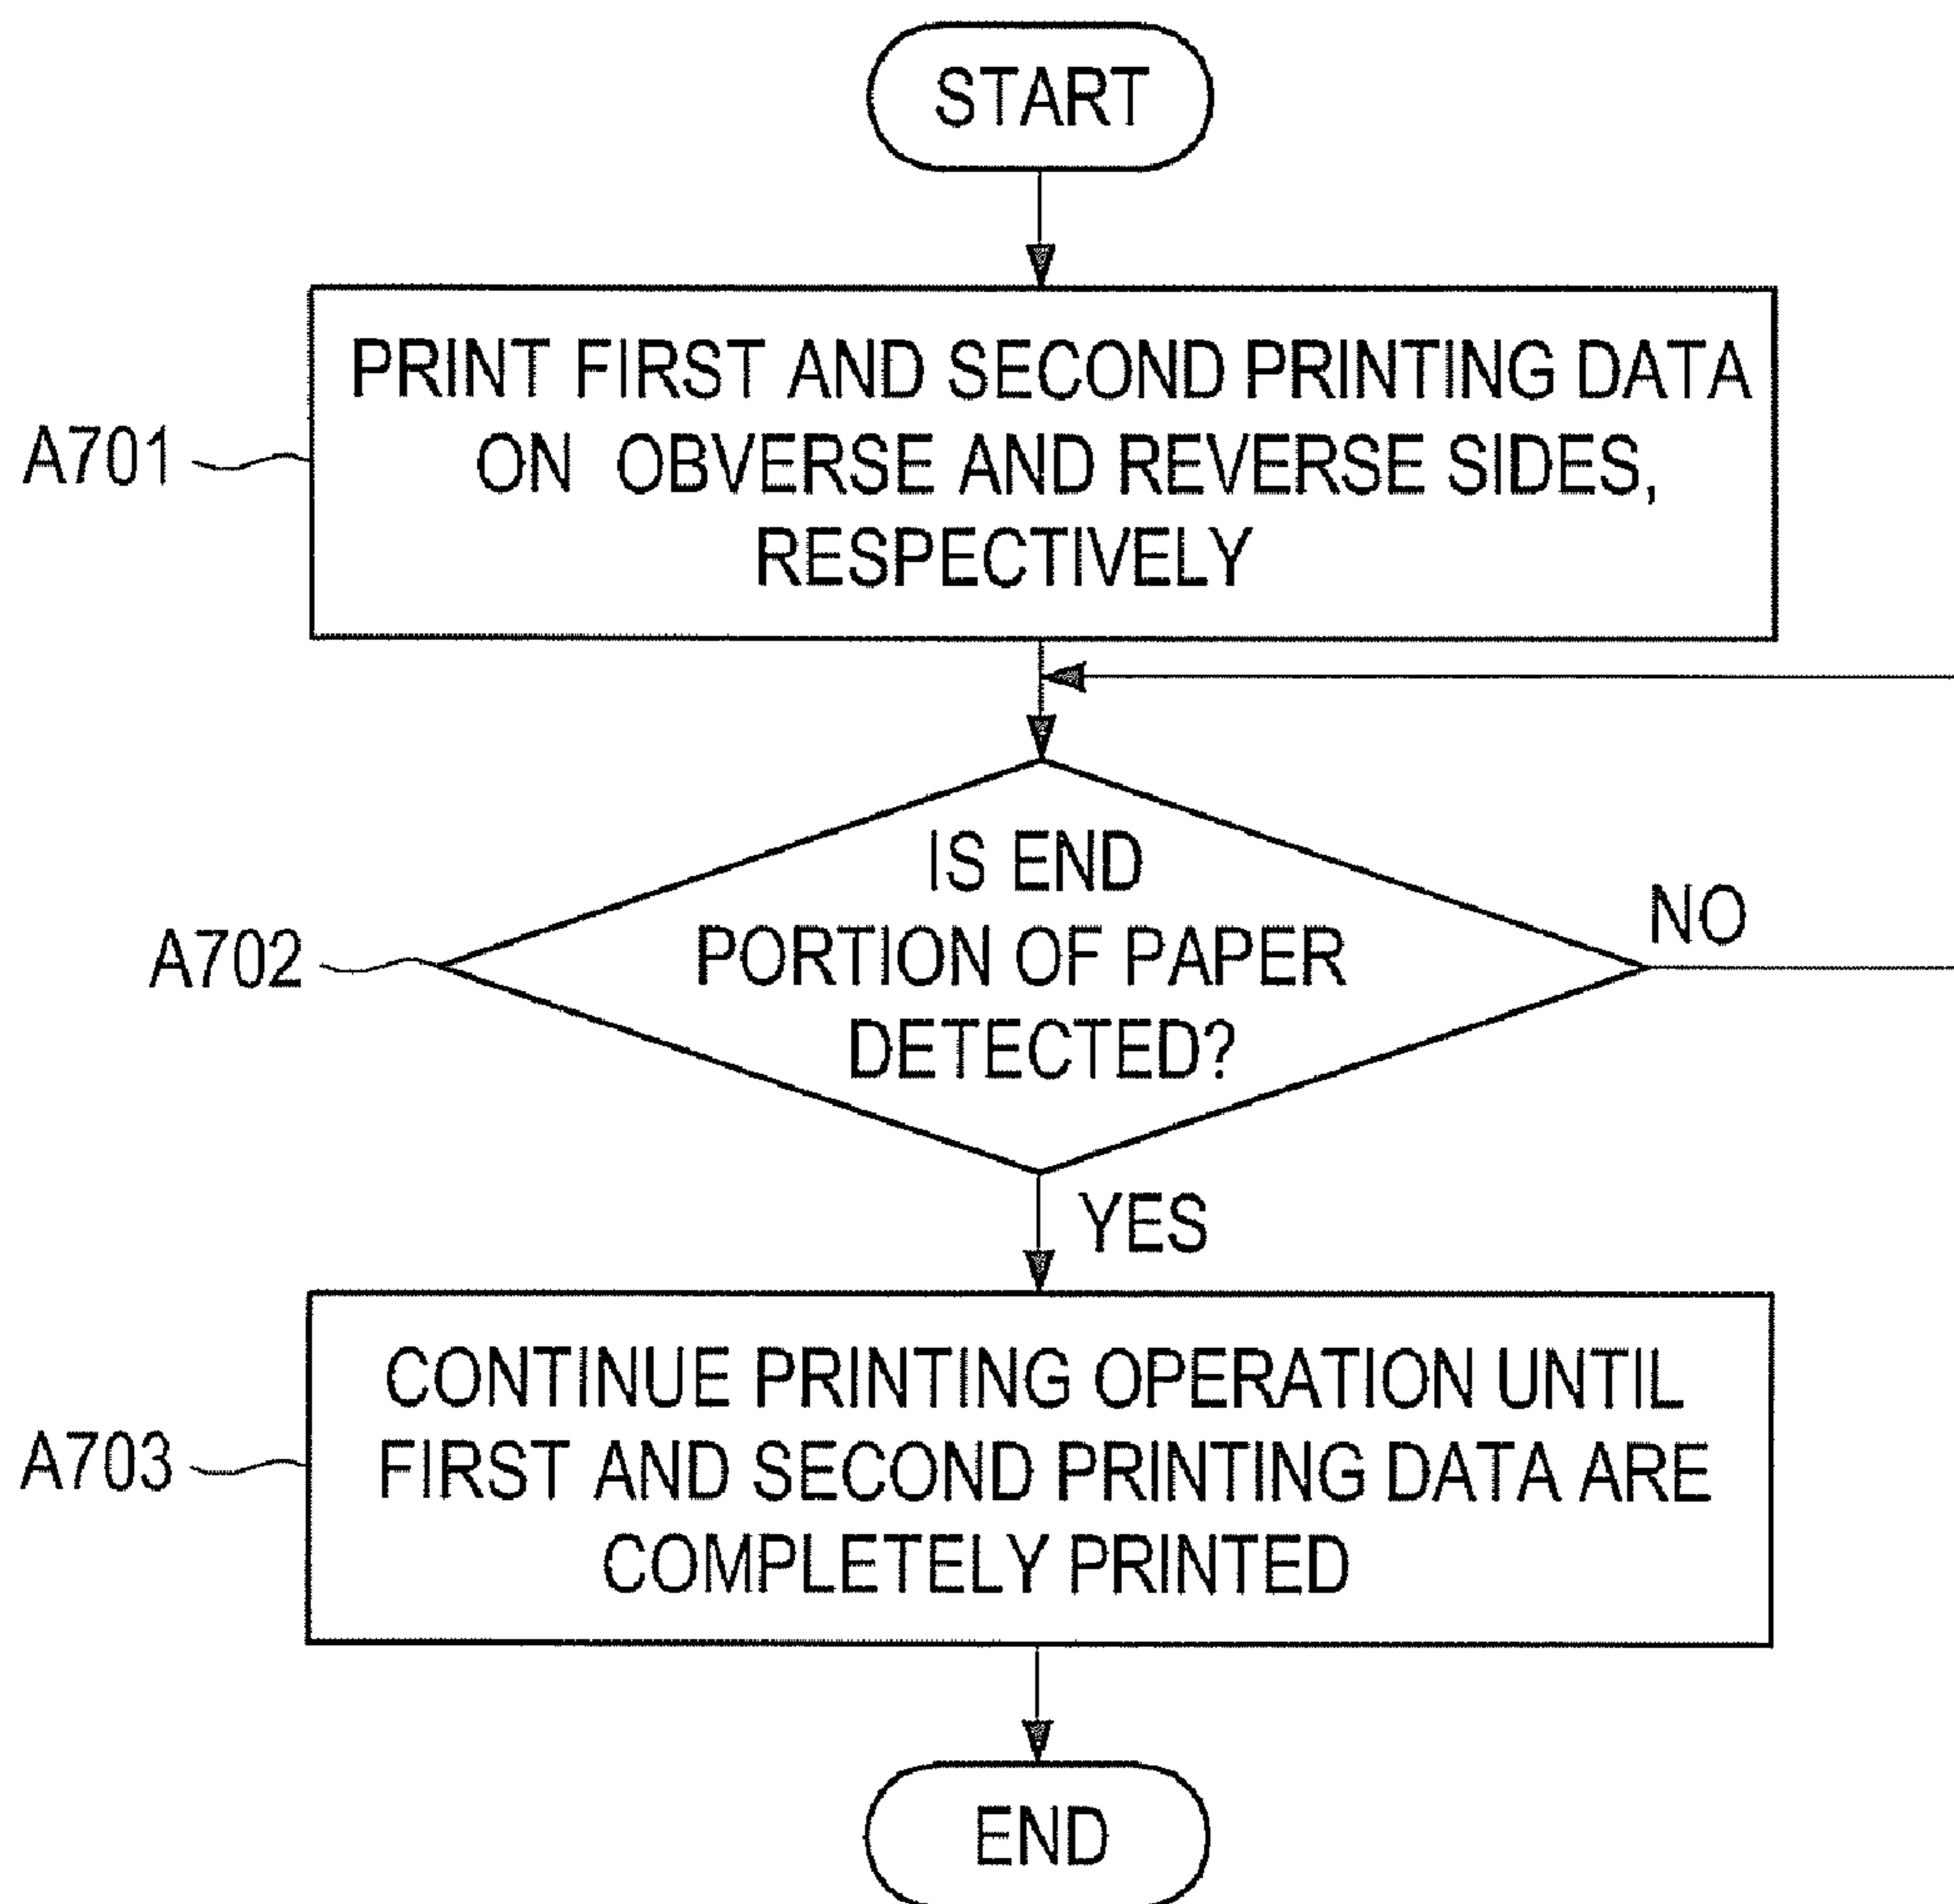 START
PRINT FIRST AND SECOND PRINTING DATA
ON OBVERSE AND REVERSE SIDES,
RESPECTIVELY
A701
IS END
PORTION OF PAPER
DETECTED?
A702
NO
YES
CONTINUE PRINTING OPERATION UNTIL
FIRST AND SECOND PRINTING DATA ARE
COMPLETELY PRINTED
A703
END